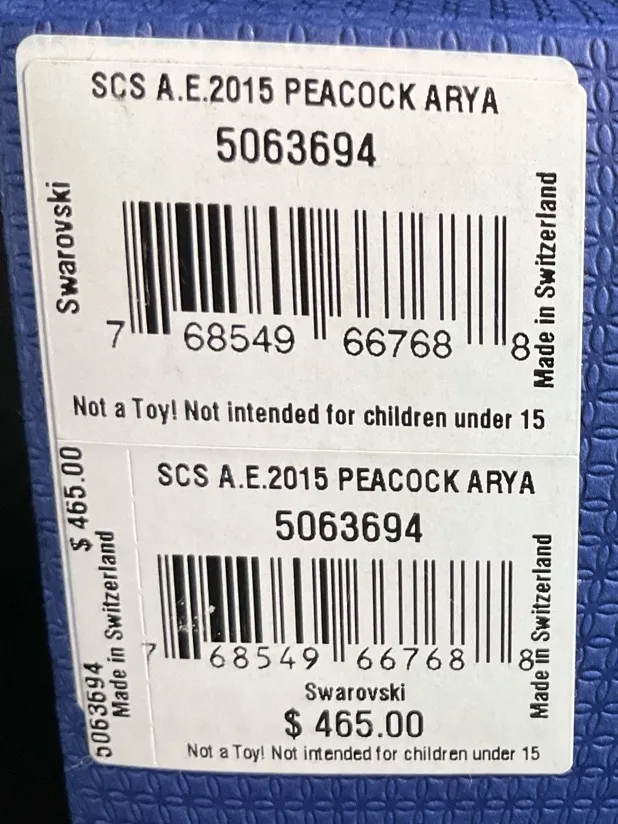 SCS A.E.2015 PEACOCK ARYA
5063694
Swarovski
Made in Switzerland
7 68549 66768 8
Not a Toy! Not intended for children under 15
$ 465.00
5063694
Made in Switzerland
SCS A.E.2015 PEACOCK ARYA
5063694
7 68549 66768 8
Made in Switzerland
Swarovski
$ 465.00
Not a Toy! Not intended for children under 15